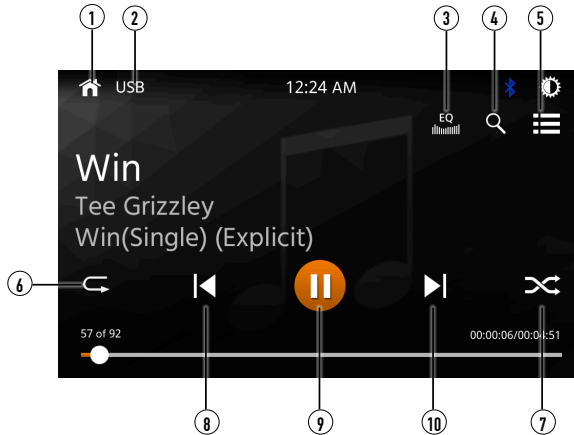 1 2 3 4 5
USB 12:24 AM
EQ
Win
Tee Grizzley
Win(Single) (Explicit)
6
57 of 92 00:00:06/00:04:51
8 9 10 7